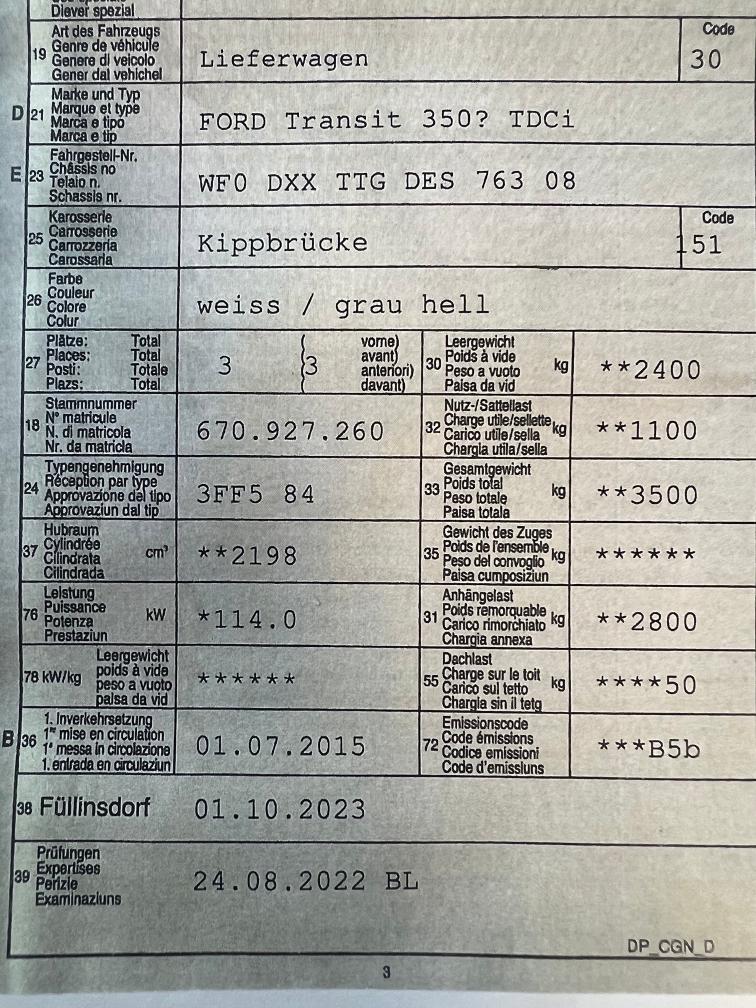 Diever spezial
19 Art des Fahrzeugs
Genre de véhicule
Genere di veicolo
Gener dal vehichel
Lieferwagen
Code
30
D 21 Marke und Typ
Marque et type
Marca e tipo
Marca e tip
FORD Transit 350? TDCi
E 23 Fahrgestell-Nr.
Châssis no
Telaio n.
Schassis nr.
WF0 DXX TTG DES 763 08
25 Karosserie
Carrosserie
Carrozzeria
Carossaria
Kippbrücke
Code
151
26 Farbe
Couleur
Colore
Colur
weiss / grau hell
27 Plätze: Total
Places: Total
Posti: Totale
Plazs: Total
3 (3 vorne)
avant)
anteriori)
davant)
30 Leergewicht
Poids à vide
Peso a vuoto
Paisa da vid
kg **2400
18 Stammnummer
N° matricule
N. di matricola
Nr. da matricla
670.927.260
32 Nutz-/Sattellast
Charge utile/sellette
Carico utile/sella
Chargia utila/sella
kg **1100
24 Typengenehmigung
Réception par type
Approvazione del tipo
Approvaziun dal tip
3FF5 84
33 Gesamtgewicht
Poids total
Peso totale
Paisa totala
kg **3500
37 Hubraum
Cylindrée
Cilindrata
Cilindrada
cm³ **2198
35 Gewicht des Zuges
Poids de l'ensemble
Peso del convoglio
Paisa cumposiziun
kg ******
76 Leistung
Puissance
Potenza
Prestaziun
kW *114.0
31 Anhängelast
Poids remorquable
Carico rimorchiato
Chargia annexa
kg **2800
78 kW/kg Leergewicht
poids à vide
peso a vuoto
paisa da vid
******
55 Dachlast
Charge sur le toit
Carico sul tetto
Chargia sin il tetg
kg ****50
B 36 1. Inverkehrsetzung
1re mise en circulation
1a messa in circolazione
1. entrada en circulaziun
01.07.2015
72 Emissionscode
Code émissions
Codice emissioni
Code d'emissiuns
***B5b
38 Füllinsdorf 01.10.2023
39 Prüfungen
Expertises
Perizie
Examinaziuns
24.08.2022 BL
DP_CGN_D
3